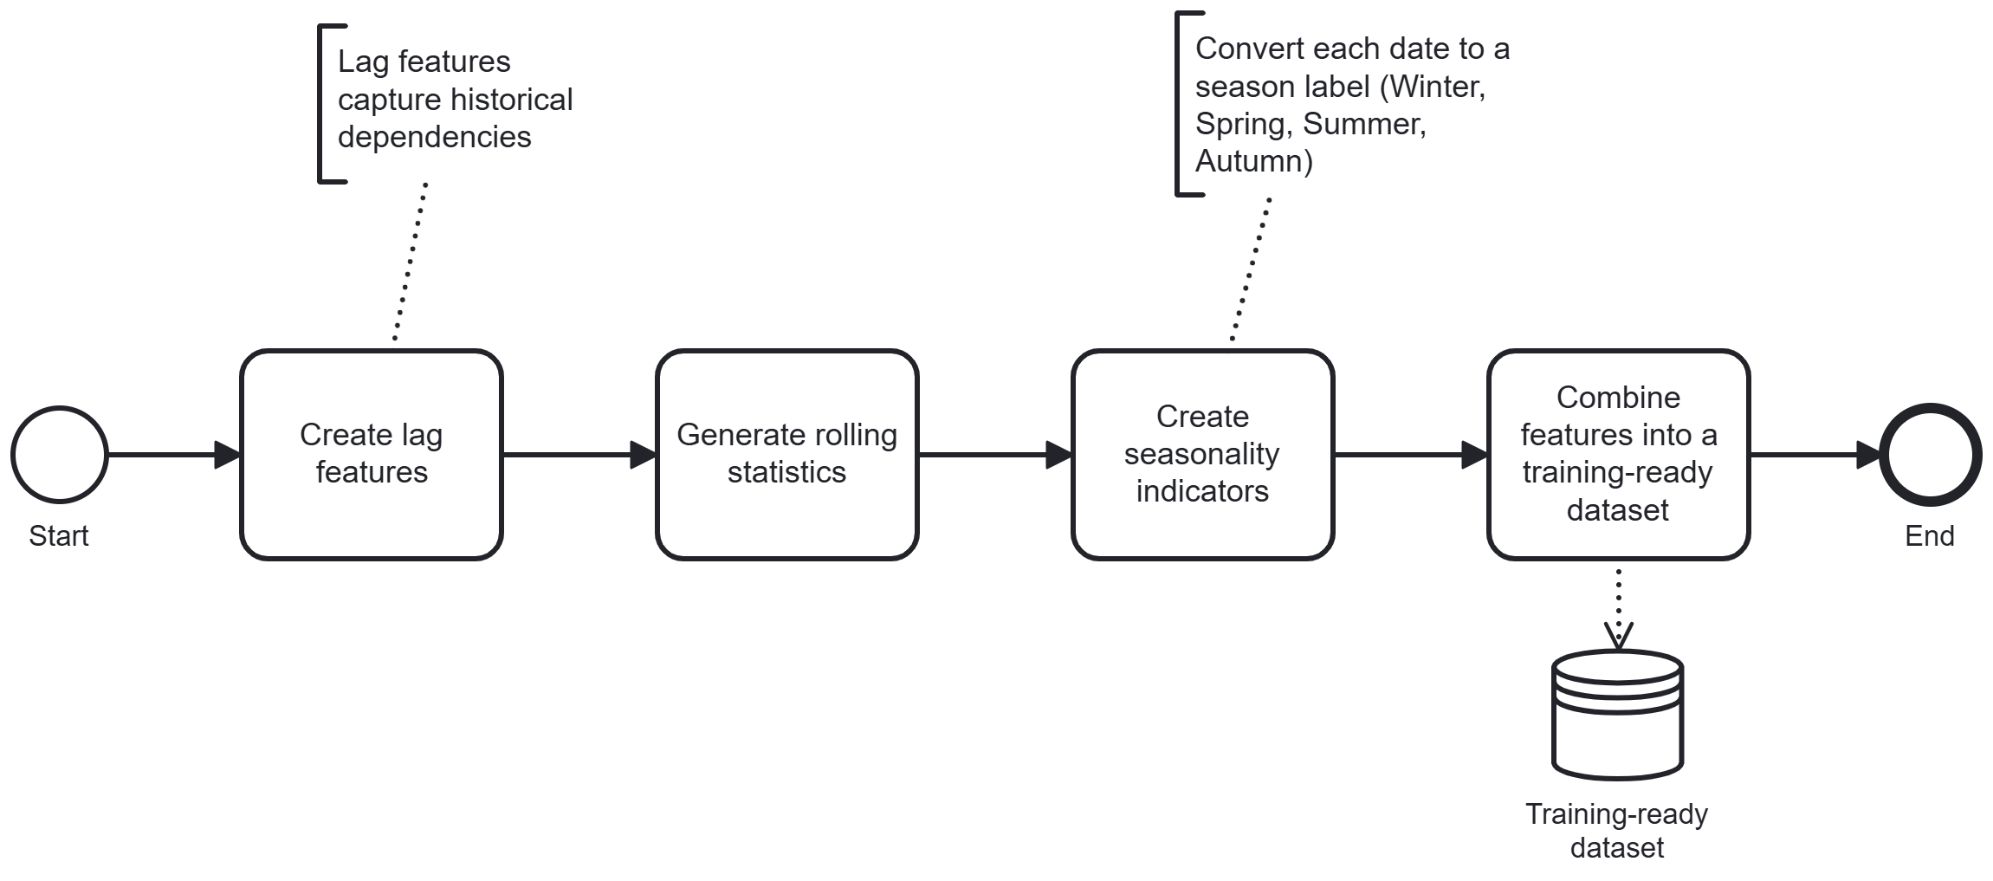 Lag features
capture historical
dependencies
Convert each date to a
season label (Winter,
Spring, Summer,
Autumn)
Start
Create lag
features
Generate rolling
statistics
Create
seasonality
indicators
Combine
features into a
training-ready
dataset
End
Training-ready
dataset